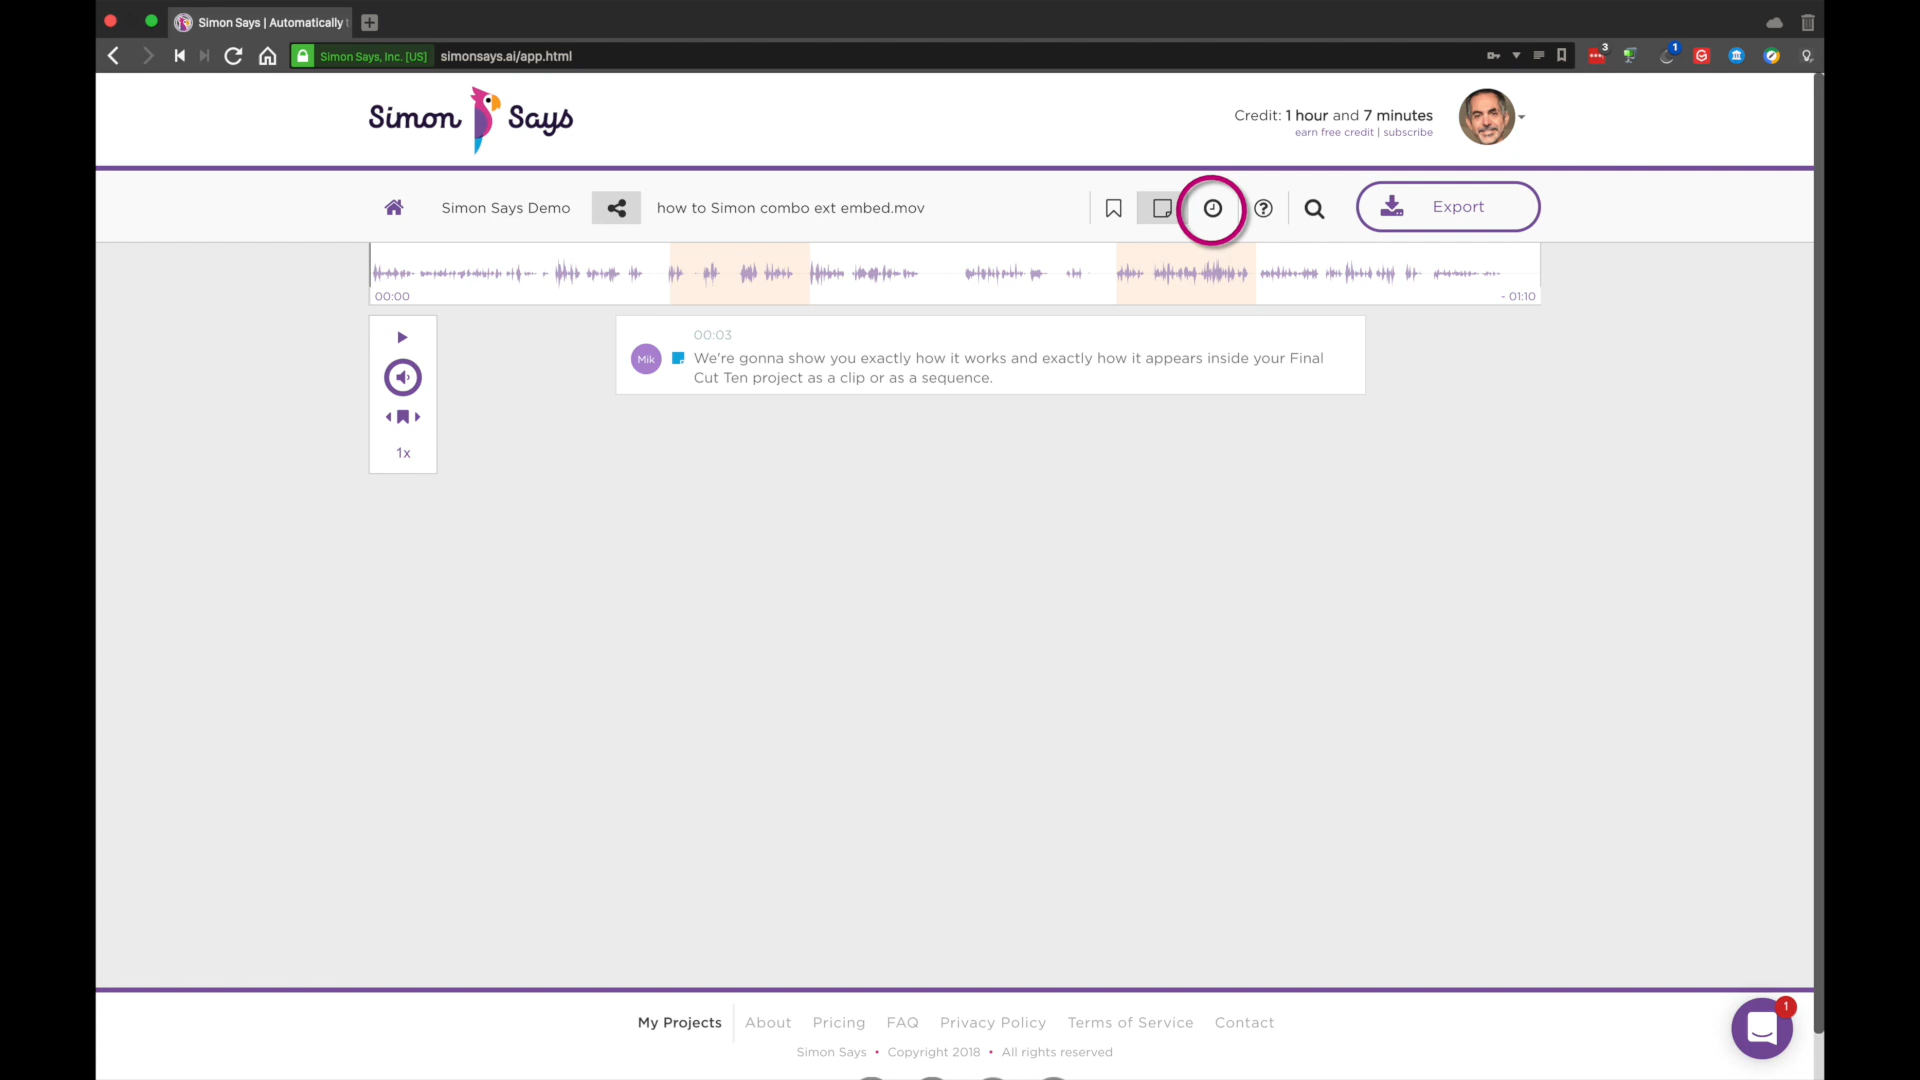 Simon Says | Automatically t
Simon Says, Inc. [US]
simonsays.ai/app.html
3
1
Simon Says
Credit: 1 hour and 7 minutes
earn free credit | subscribe
Simon Says Demo
how to Simon combo ext embed.mov
Export
00:00
- 01:10
00:03
Mik
We're gonna show you exactly how it works and exactly how it appears inside your Final
Cut Ten project as a clip or as a sequence.
1x
My Projects
About
Pricing
FAQ
Privacy Policy
Terms of Service
Contact
1
Simon Says • Copyright 2018 • All rights reserved